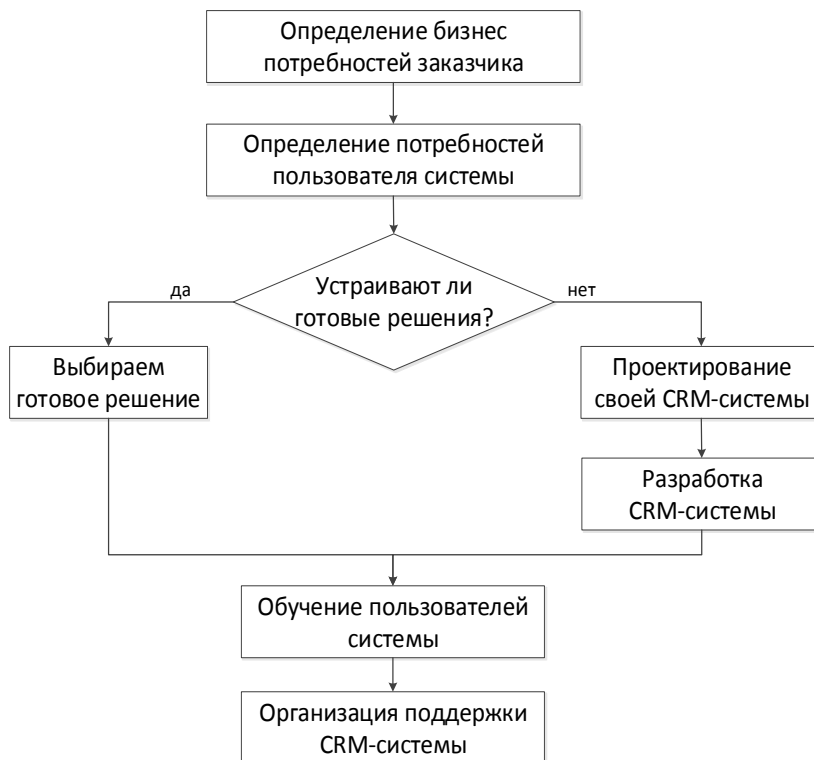 Определение бизнес
потребностей заказчика
Определение потребностей
пользователя системы
Устраивают ли
готовые решения?
да
нет
Выбираем
готовое решение
Проектирование
своей CRM-системы
Разработка
CRM-системы
Обучение пользователей
системы
Организация поддержки
CRM-системы